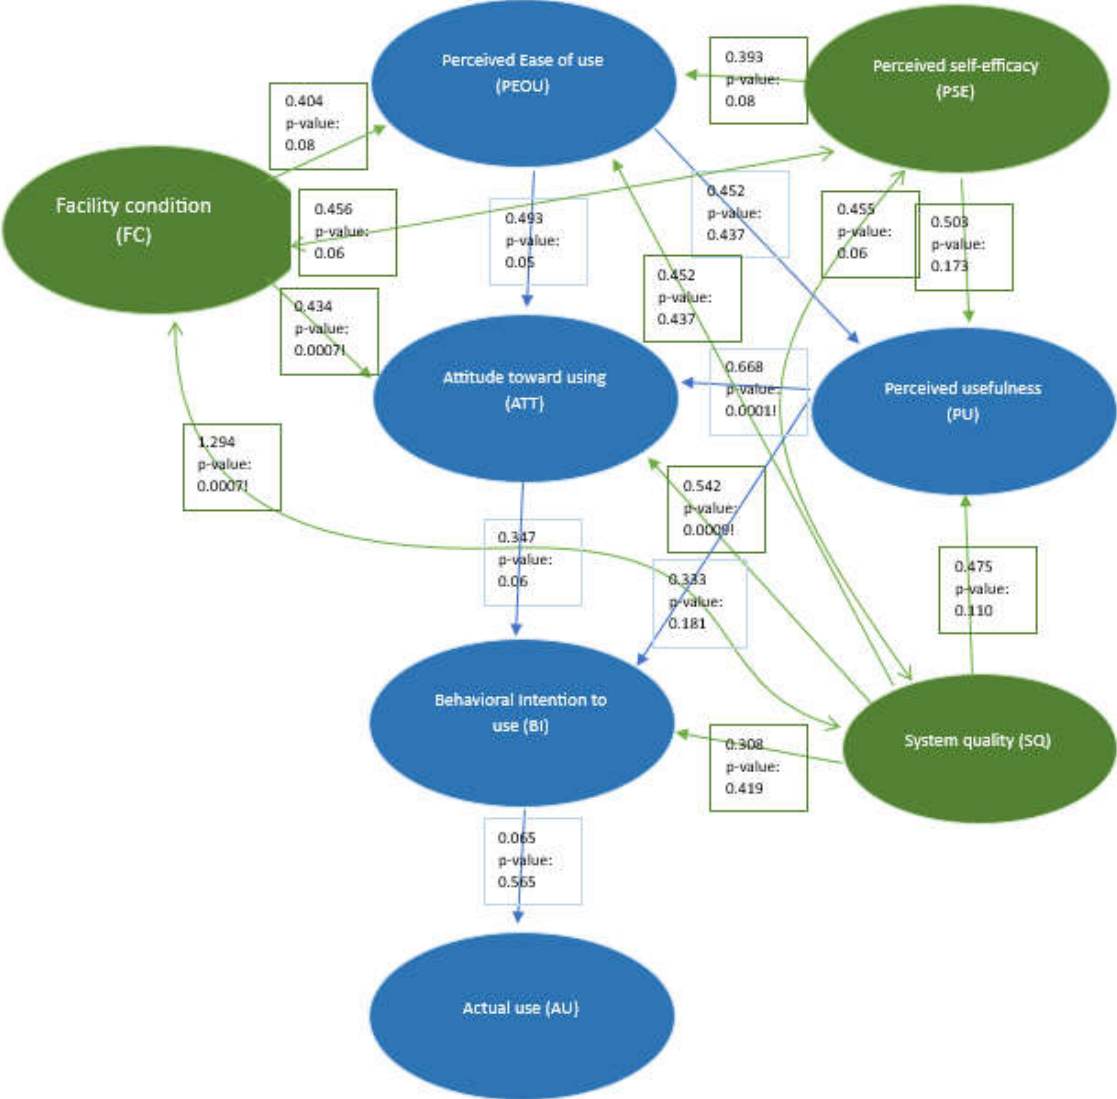 Perceived Ease of use
(PEOU)
0.393
p-value:
0.08
Perceived self-efficacy
(PSE)
0.404
p-value:
0.08
Facility condition
(FC)
0.456
p-value:
0.06
0.493
p-value:
0.05
0.452
p-value:
0.437
0.455
p-value:
0.06
0.503
p-value:
0.173
0.452
p-value:
0.437
0.434
p-value:
0.0007!
Attitude toward using
(ATT)
0.668
p-value:
0.0001!
Perceived usefulness
(PU)
1.294
p-value:
0.0007!
0.542
p-value:
0.347
p-value:
0.06
0.333
p-value:
0.181
0.475
p-value:
0.110
Behavioral Intention to
use (BI)
0.308
p-value:
0.419
System quality (SQ)
0.065
p-value:
0.565
Actual use (AU)